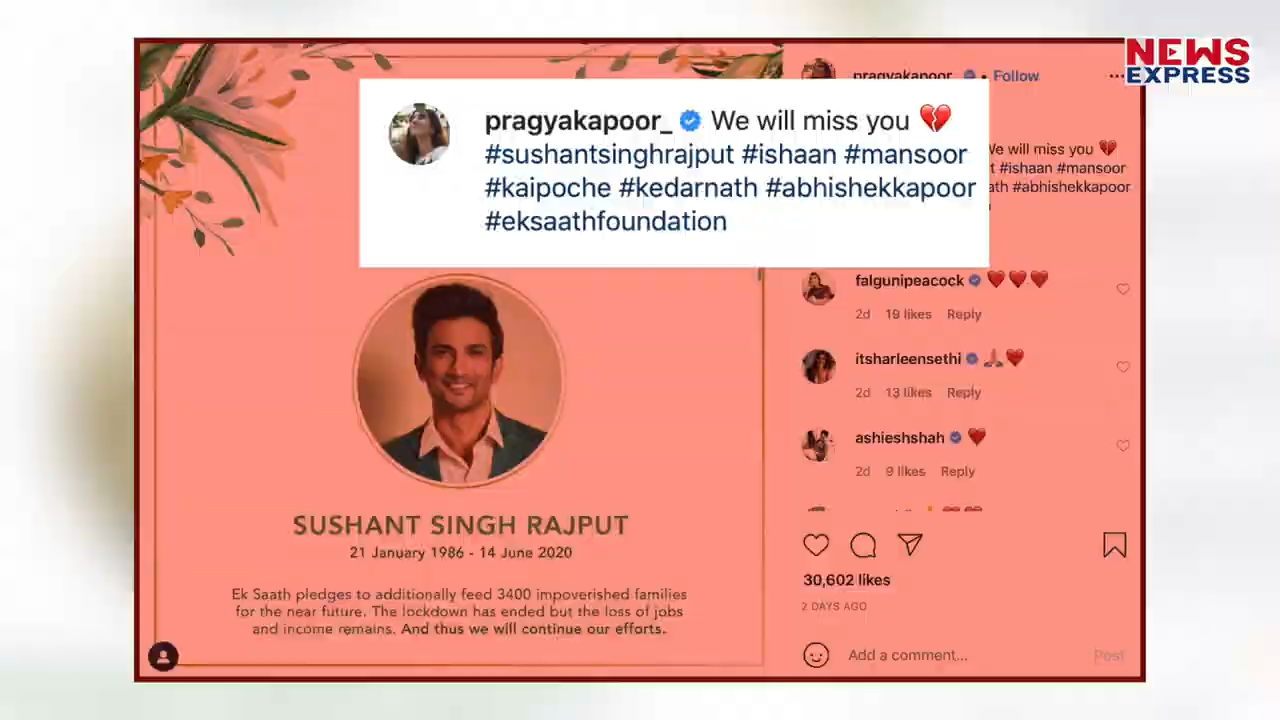 NEWS
EXPRESS
pragyakapoor_ • Follow
pragyakapoor_ We will miss you 💔
#sushantsinghrajput #ishaan #mansoor
#kaipoche #kedarnath #abhishekkapoor
#eksaathfoundation
We will miss you 💔
#ishaan #mansoor
#abhishekkapoor
falgunipeacock ❤️❤️❤️
2d 19 likes Reply
itsharleensethi 🙏❤️
2d 13 likes Reply
ashieshshah ❤️
2d 9 likes Reply
30,602 likes
2 DAYS AGO
Add a comment...
Post
SUSHANT SINGH RAJPUT
21 January 1986 - 14 June 2020
Ek Saath pledges to additionally feed 3400 impoverished families
for the near future. The lockdown has ended but the loss of jobs
and income remains. And thus we will continue our efforts.